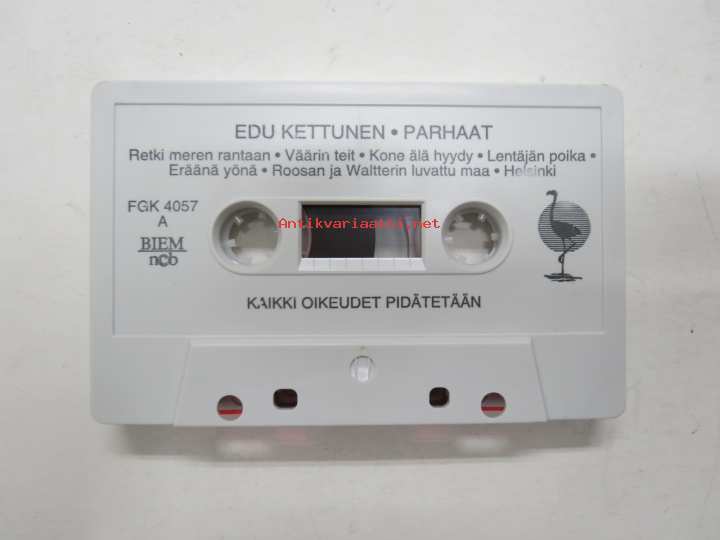 EDU KETTUNEN • PARHAAT
Retki meren rantaan • Väärin teit • Kone älä hyydy • Lentäjän poika •
Eräänä yönä • Roosan ja Waltterin luvattu maa • Helsinki
FGK 4057
A
BIEM
ncb
Antikvariaatti.net
KAIKKI OIKEUDET PIDÄTETÄÄN